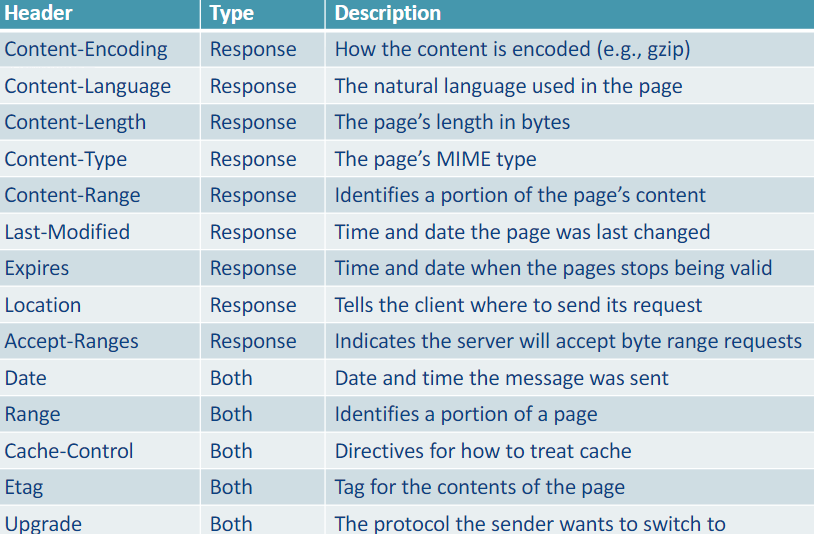 Header Type Description
Content-Encoding Response How the content is encoded (e.g., gzip)
Content-Language Response The natural language used in the page
Content-Length Response The page's length in bytes
Content-Type Response The page's MIME type
Content-Range Response Identifies a portion of the page's content
Last-Modified Response Time and date the page was last changed
Expires Response Time and date when the pages stops being valid
Location Response Tells the client where to send its request
Accept-Ranges Response Indicates the server will accept byte range requests
Date Both Date and time the message was sent
Range Both Identifies a portion of a page
Cache-Control Both Directives for how to treat cache
Etag Both Tag for the contents of the page
Upgrade Both The protocol the sender wants to switch to